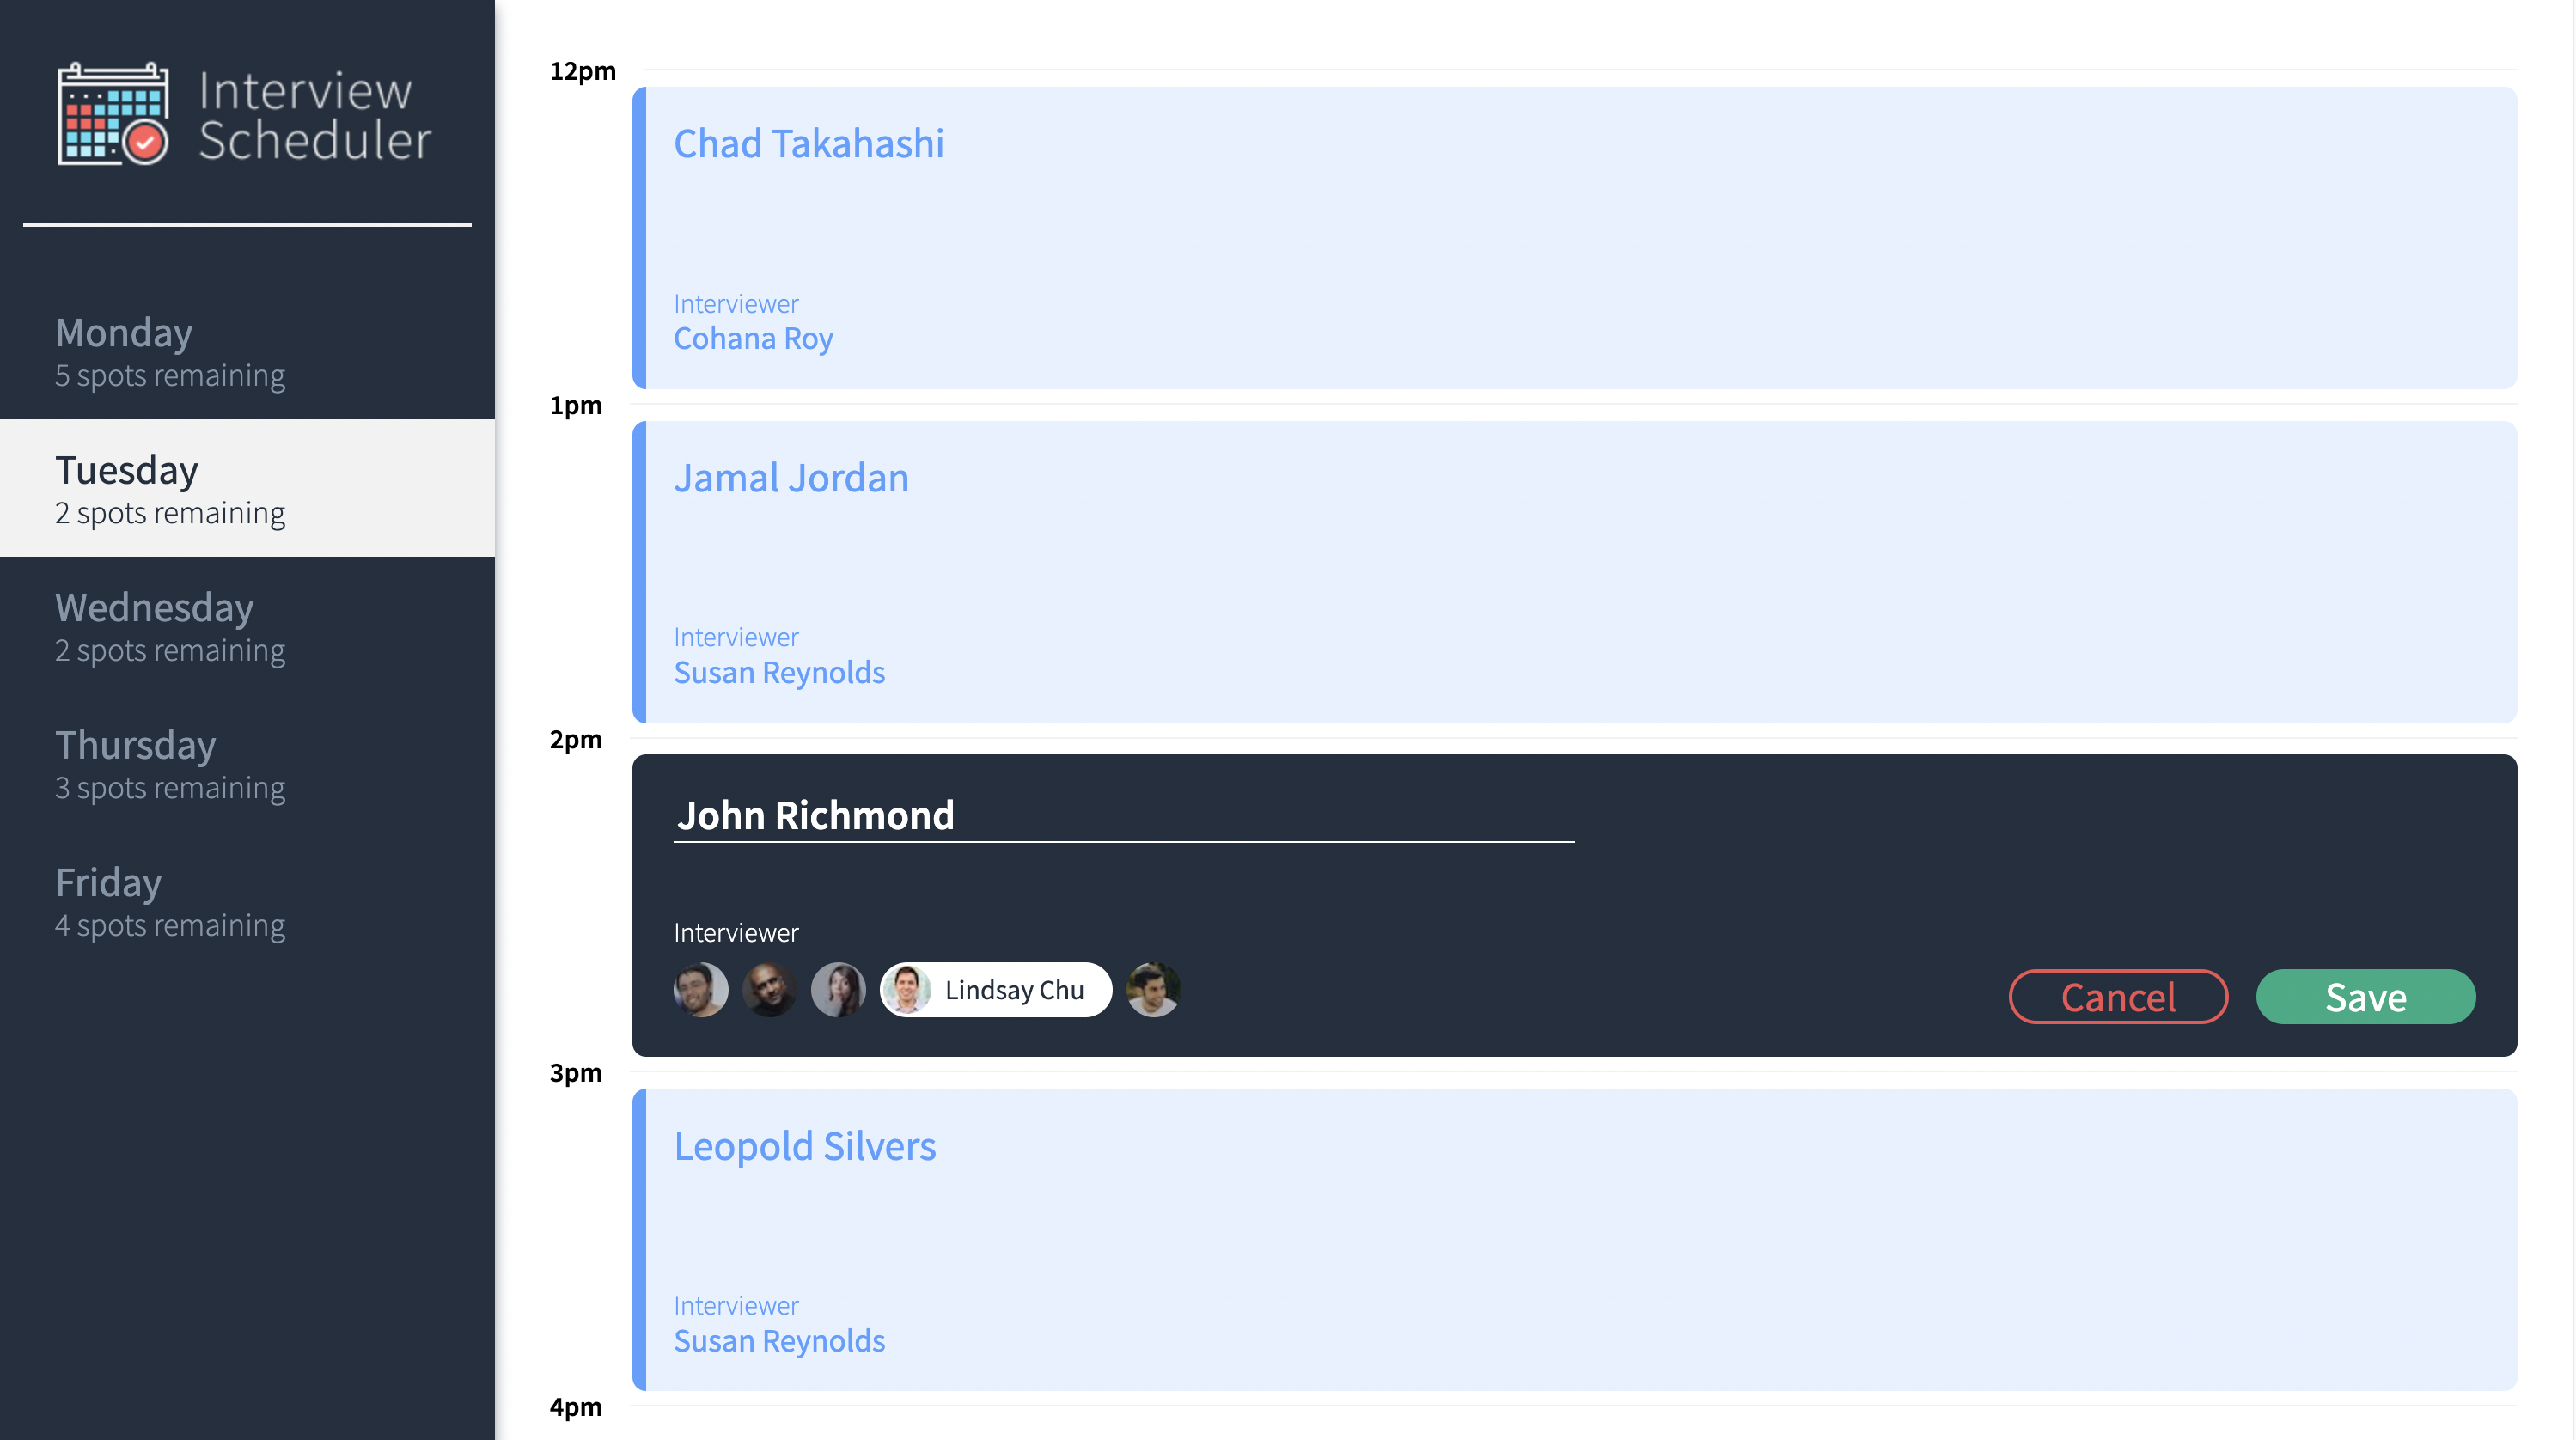 Interview
Scheduler
Monday
5 spots remaining
Tuesday
2 spots remaining
Wednesday
2 spots remaining
Thursday
3 spots remaining
Friday
4 spots remaining
12pm
Chad Takahashi
Interviewer
Cohana Roy
1pm
Jamal Jordan
Interviewer
Susan Reynolds
2pm
John Richmond
Interviewer
Lindsay Chu
Cancel
Save
3pm
Leopold Silvers
Interviewer
Susan Reynolds
4pm